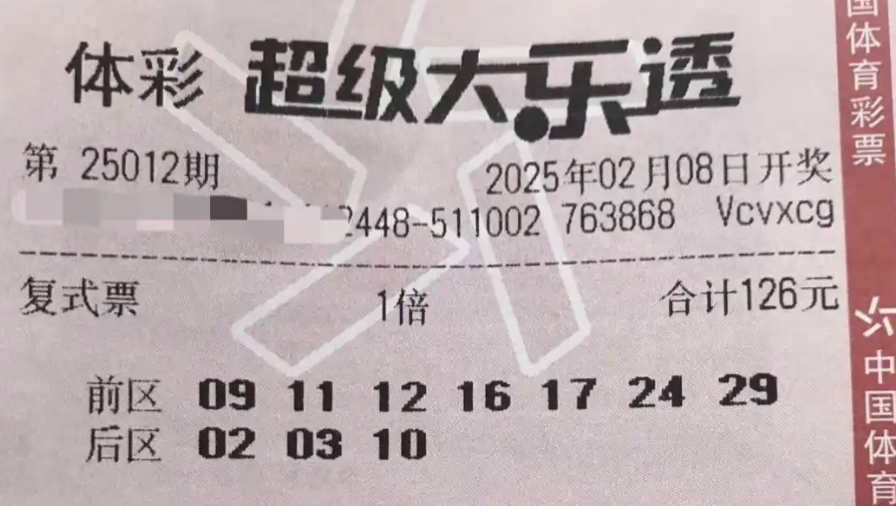 体彩 超级大乐透
第 25012期 2025年02月08日开奖
2448-511002 763868 Vcvxcg
复式票 1倍 合计126元
前区 09 11 12 16 17 24 29
后区 02 03 10
国体育彩票
中国体育